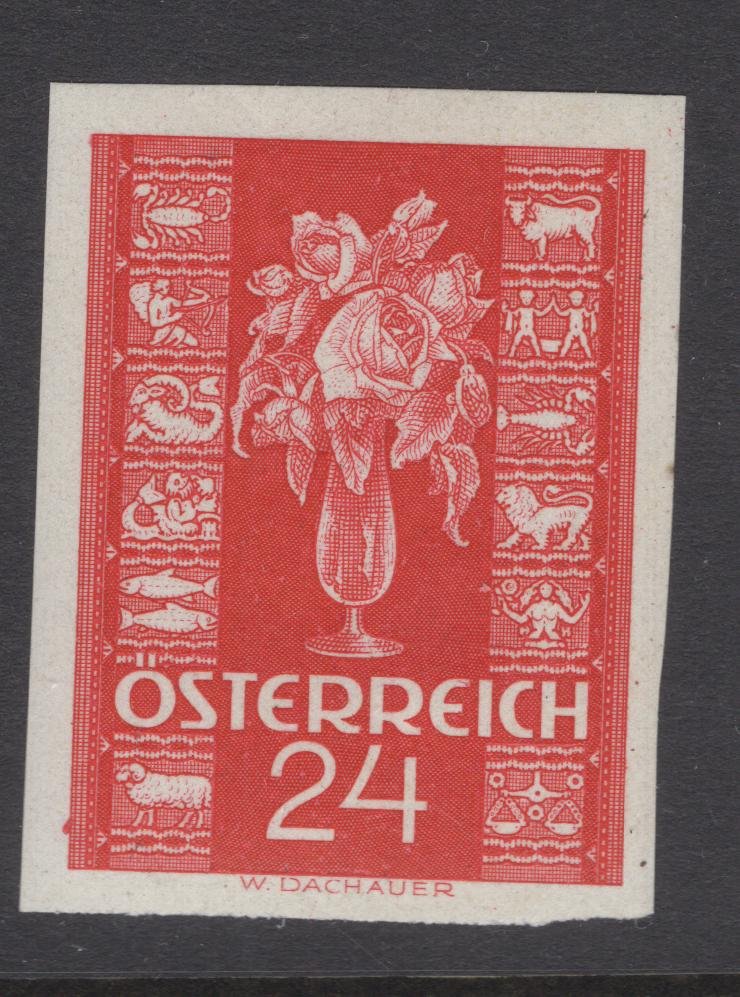 ÖSTERREICH
24
W. DACHAUER